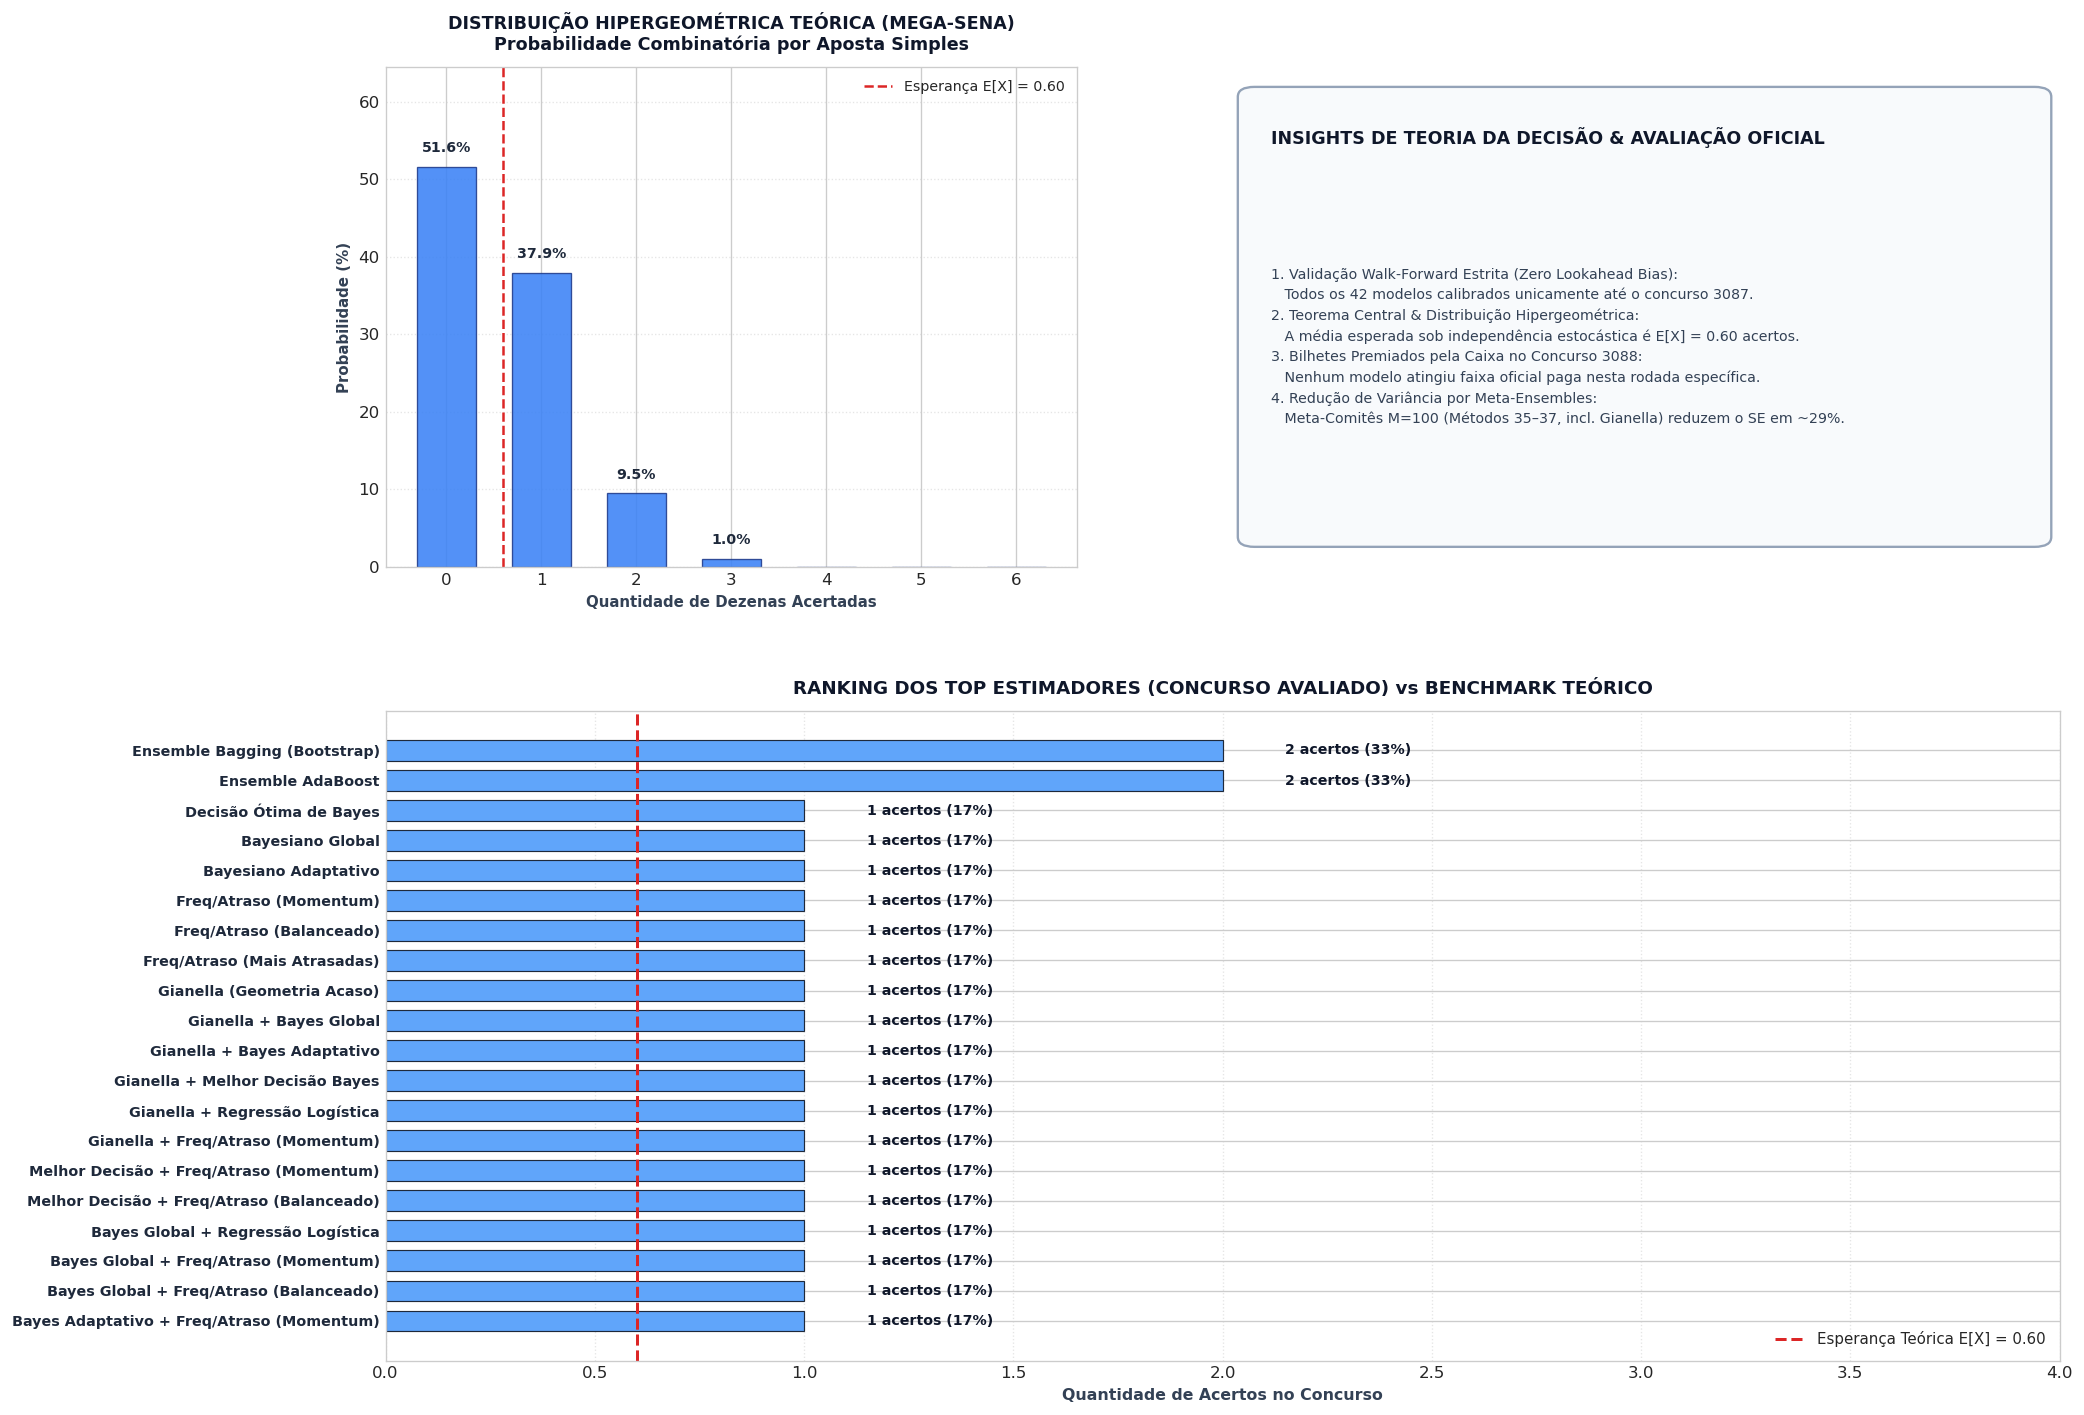 DISTRIBUIÇÃO HIPERGEOMÉTRICA TEÓRICA (MEGA-SENA)
Probabilidade Combinatória por Aposta Simples
Esperança E[X] = 0.60
Probabilidade (%)
60
50
40
30
20
10
0
51.6%
37.9%
9.5%
1.0%
0 1 2 3 4 5 6
Quantidade de Dezenas Acertadas
INSIGHTS DE TEORIA DA DECISÃO & AVALIAÇÃO OFICIAL
1. Validação Walk-Forward Estrita (Zero Lookahead Bias):
Todos os 42 modelos calibrados unicamente até o concurso 3087.
2. Teorema Central & Distribuição Hipergeométrica:
A média esperada sob independência estocástica é E[X] = 0.60 acertos.
3. Bilhetes Premiados pela Caixa no Concurso 3088:
Nenhum modelo atingiu faixa oficial paga nesta rodada específica.
4. Redução de Variância por Meta-Ensembles:
Meta-Comitês M=100 (Métodos 35–37, incl. Gianella) reduzem o SE em ~29%.
RANKING DOS TOP ESTIMADORES (CONCURSO AVALIADO) vs BENCHMARK TEÓRICO
Ensemble Bagging (Bootstrap) 2 acertos (33%)
Ensemble AdaBoost 2 acertos (33%)
Decisão Ótima de Bayes 1 acertos (17%)
Bayesiano Global 1 acertos (17%)
Bayesiano Adaptativo 1 acertos (17%)
Freq/Atraso (Momentum) 1 acertos (17%)
Freq/Atraso (Balanceado) 1 acertos (17%)
Freq/Atraso (Mais Atrasadas) 1 acertos (17%)
Gianella (Geometria Acaso) 1 acertos (17%)
Gianella + Bayes Global 1 acertos (17%)
Gianella + Bayes Adaptativo 1 acertos (17%)
Gianella + Melhor Decisão Bayes 1 acertos (17%)
Gianella + Regressão Logística 1 acertos (17%)
Gianella + Freq/Atraso (Momentum) 1 acertos (17%)
Melhor Decisão + Freq/Atraso (Momentum) 1 acertos (17%)
Melhor Decisão + Freq/Atraso (Balanceado) 1 acertos (17%)
Bayes Global + Regressão Logística 1 acertos (17%)
Bayes Global + Freq/Atraso (Momentum) 1 acertos (17%)
Bayes Global + Freq/Atraso (Balanceado) 1 acertos (17%)
Bayes Adaptativo + Freq/Atraso (Momentum) 1 acertos (17%)
Esperança Teórica E[X] = 0.60
0.0 0.5 1.0 1.5 2.0 2.5 3.0 3.5 4.0
Quantidade de Acertos no Concurso